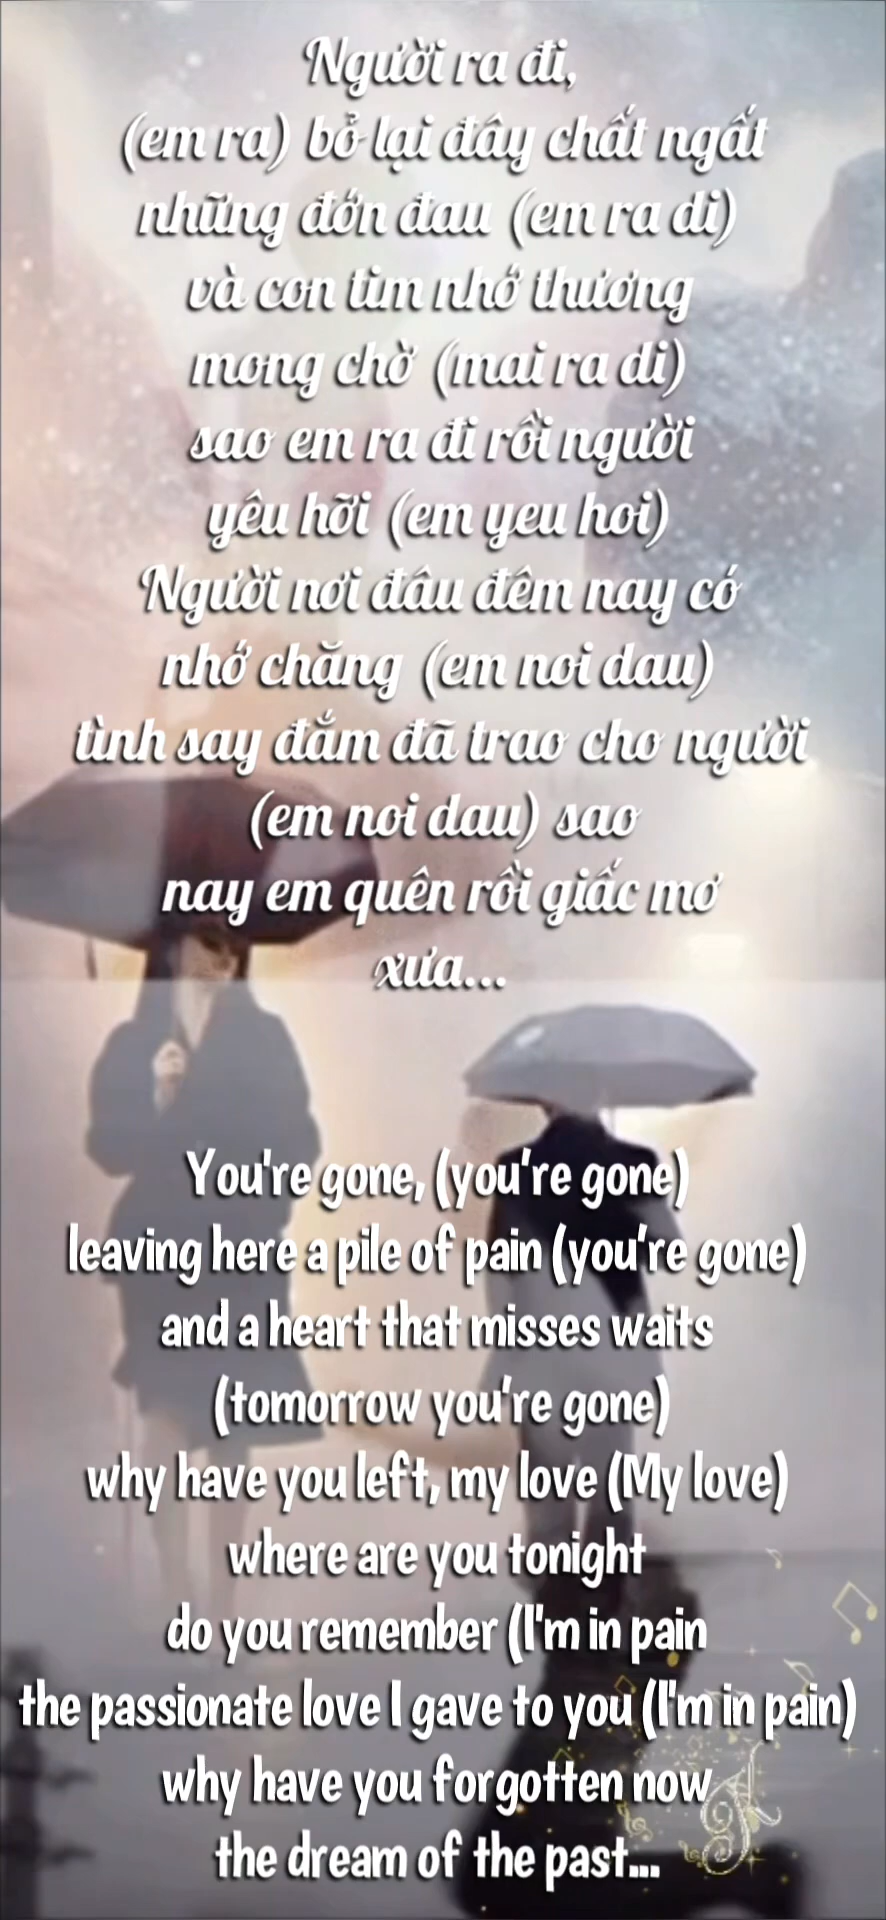 Người ra đi,
(em ra) bỏ lại đây chất ngất
những đớn đau (em ra di)
và con tim nhớ thương
mong chờ (mai ra di)
sao em ra đi rồi người
yêu hỡi (em yeu hoi)
Người nơi đâu đêm nay có
nhớ chăng (em noi dau)
tình say đắm đã trao cho người
(em noi dau) sao
nay em quên rồi giấc mơ
xưa...
You're gone, (you're gone)
leaving here a pile of pain (you're gone)
and a heart that misses waits
(tomorrow you're gone)
why have you left, my love (My love)
where are you tonight
do you remember (I'm in pain
the passionate love I gave to you (I'm in pain)
why have you forgotten now
the dream of the past...